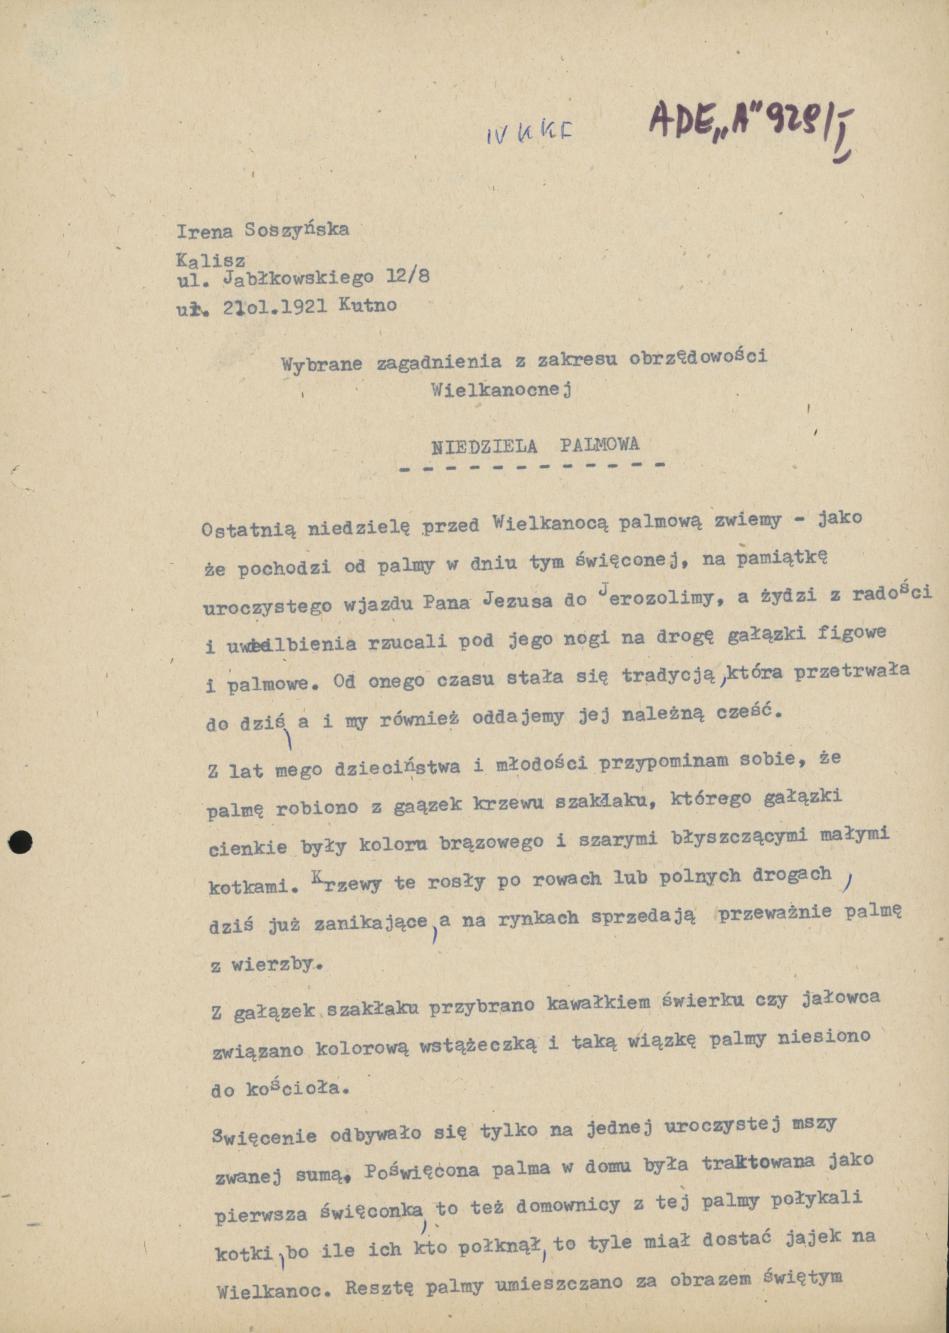 IV KKF
ADE„A" 929/I
Irena Soszyńska
Kalisz
ul. Jabłkowskiego 12/8
ur. 21o1.1921 Kutno
Wybrane zagadnienia z zakresu obrzędowości
Wielkanocnej
NIEDZIELA PALMOWA
- - - - - - - - - - - -
Ostatnią niedzielę przed Wielkanocą palmową zwiemy - jako
że pochodzi od palmy w dniu tym święconej, na pamiątkę
uroczystego wjazdu Pana Jezusa do Jerozolimy, a żydzi z radości
i uwielbienia rzucali pod jego nogi na drogę gałązki figowe
i palmowe. Od onego czasu stała się tradycją,która przetrwała
do dziś, a i my również oddajemy jej należną cześć.
Z lat mego dzieciństwa i młodości przypominam sobie, że
palmę robiono z gaązek krzewu szakłaku, którego gałązki
cienkie były koloru brązowego i szarymi błyszczącymi małymi
kotkami. Krzewy te rosły po rowach lub polnych drogach,
dziś już zanikające,a na rynkach sprzedają przeważnie palmę
z wierzby.
Z gałązek szakłaku przybrano kawałkiem świerku czy jałowca
związano kolorową wstążeczką i taką wiązkę palmy niesiono
do kościoła.
Swięcenie odbywało się tylko na jednej uroczystej mszy
zwanej sumą. Poświęcona palma w domu była traktowana jako
pierwsza święconka, to też domownicy z tej palmy połykali
kotki,bo ile ich kto połknął,to tyle miał dostać jajek na
Wielkanoc. Resztę palmy umieszczano za obrazem świętym